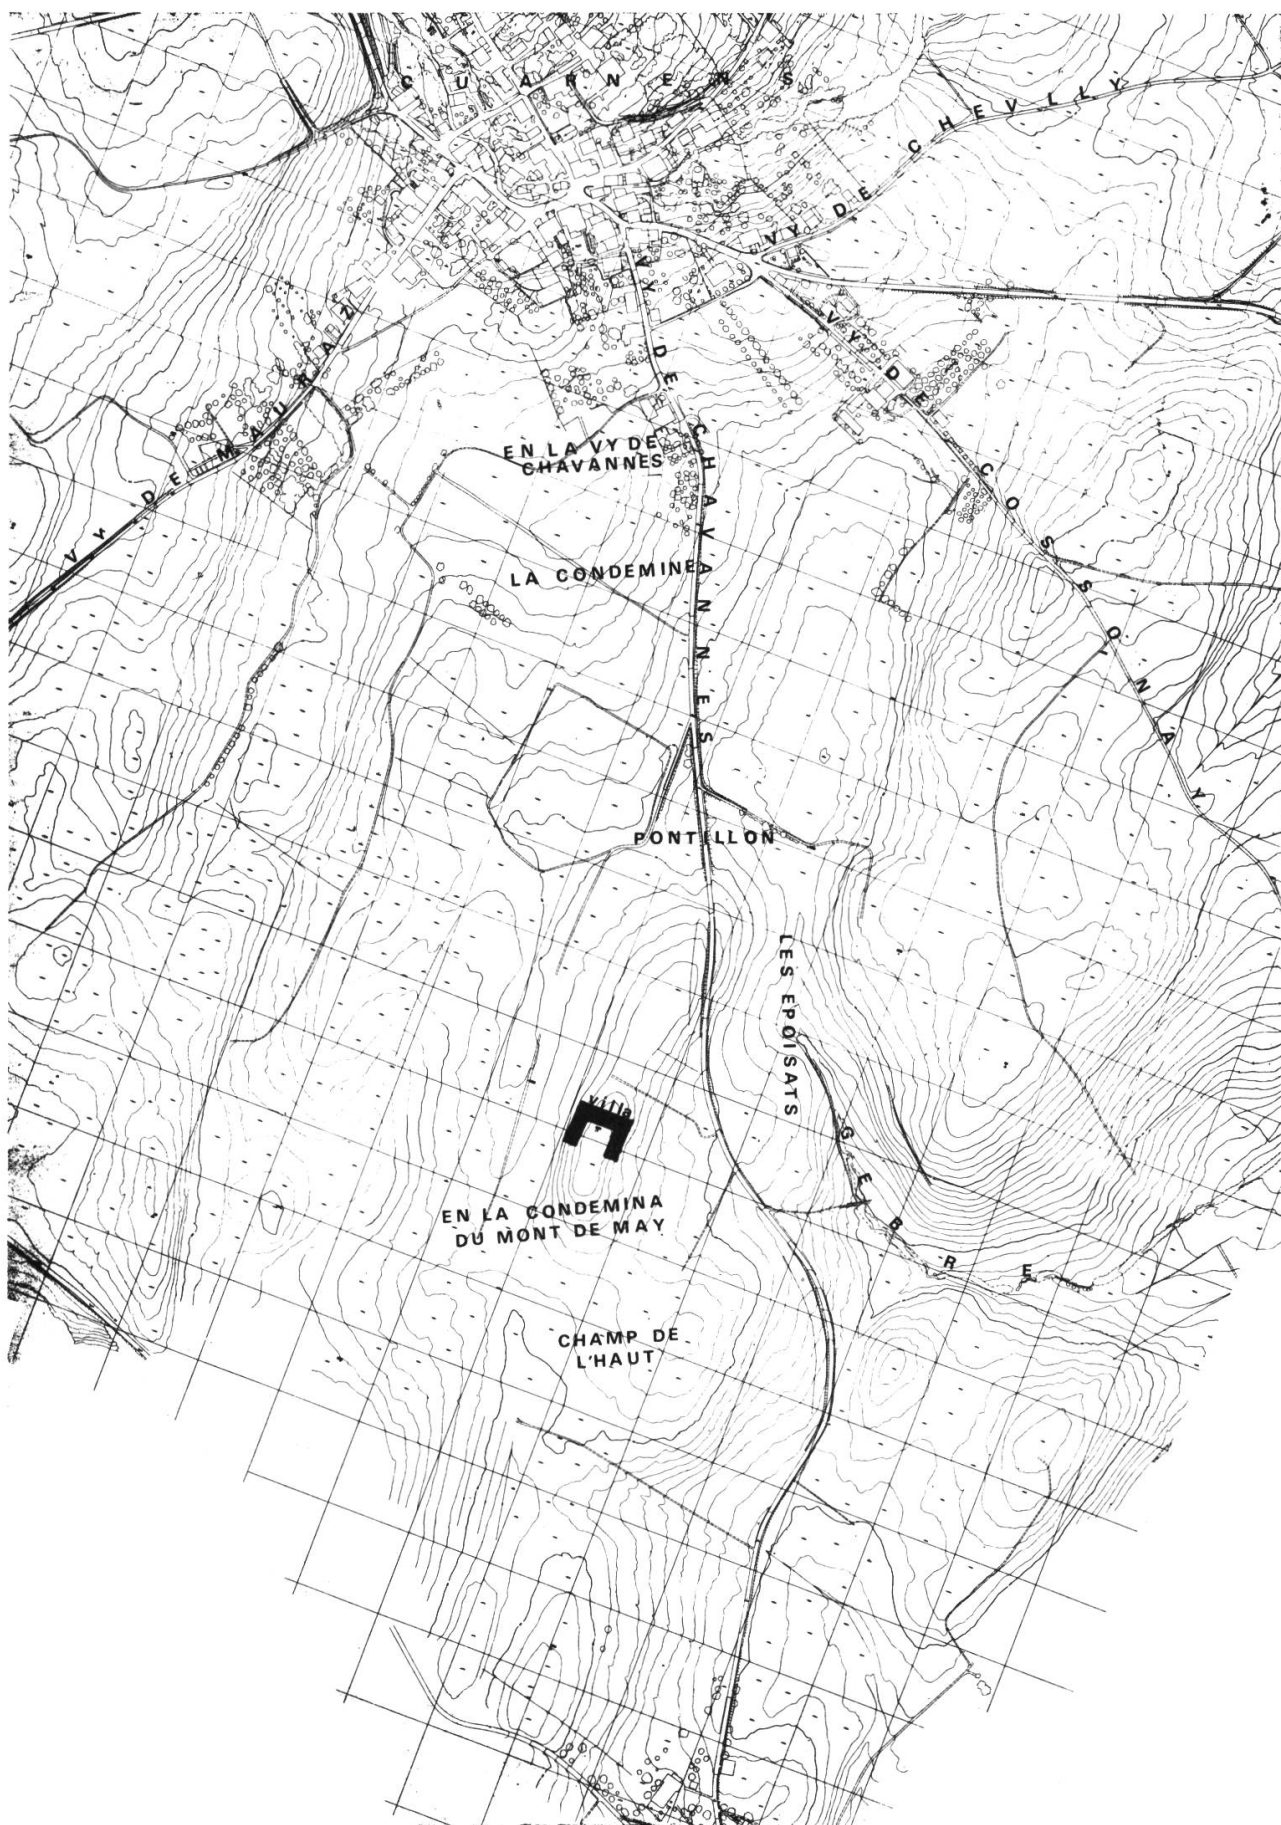 CUARNENS
VY DE CHEVILLY
VY DE MAURAZ
VY DE CHAVANNES
VY DE COSSONAY
EN LA VY DE
CHAVANNES
LA CONDEMINE
PONTILLON
LES EPOISATS
villa
GEBRE
EN LA CONDEMINA
DU MONT DE MAY
CHAMP DE
L'HAUT